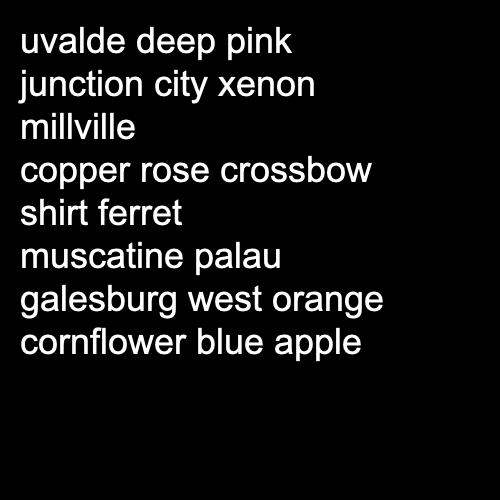 uvalde deep pink
junction city xenon
millville
copper rose crossbow
shirt ferret
muscatine palau
galesburg west orange
cornflower blue apple